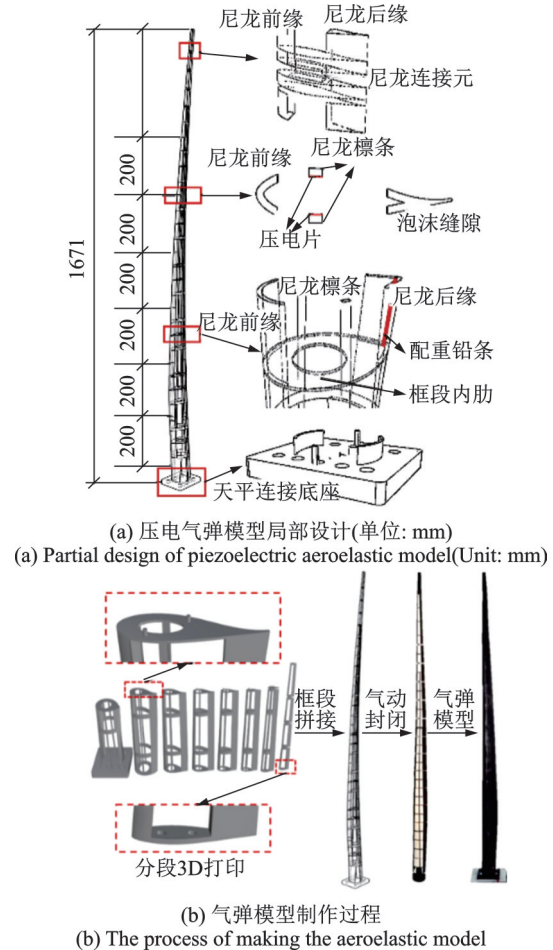 尼龙前缘
尼龙后缘
尼龙连接元
尼龙前缘
尼龙檩条
压电片
泡沫缝隙
1671
200
200
200
200
200
200
尼龙前缘
尼龙檩条
尼龙后缘
配重铅条
框段内肋
天平连接底座
(a) 压电气弹模型局部设计(单位: mm)
(a) Partial design of piezoelectric aeroelastic model(Unit: mm)
框段
拼接
气动
封闭
气弹
模型
分段3D打印
(b) 气弹模型制作过程
(b) The process of making the aeroelastic model